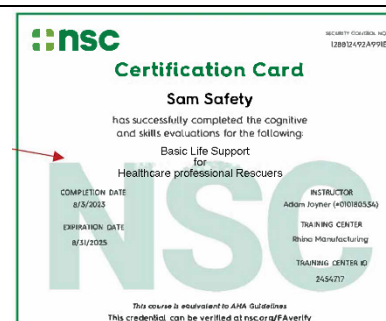 nsc
SECURITY CONTROL NO.
Certification Card
Sam Safety
has successfully completed the cognitive
and skills evaluations for the following:
Basic Life Support
for
Healthcare professional Rescuers
NSC
COMPLETION DATE
8/3/2023
EXPIRATION DATE
8/31/2025
INSTRUCTOR
Adam Joyner
TRAINING CENTER
Rhino Manufacturing
TRAINING CENTER ID
2454717
This course is equivalent to AHA Guidelines
This credential can be verified at nsc.org/FAverify